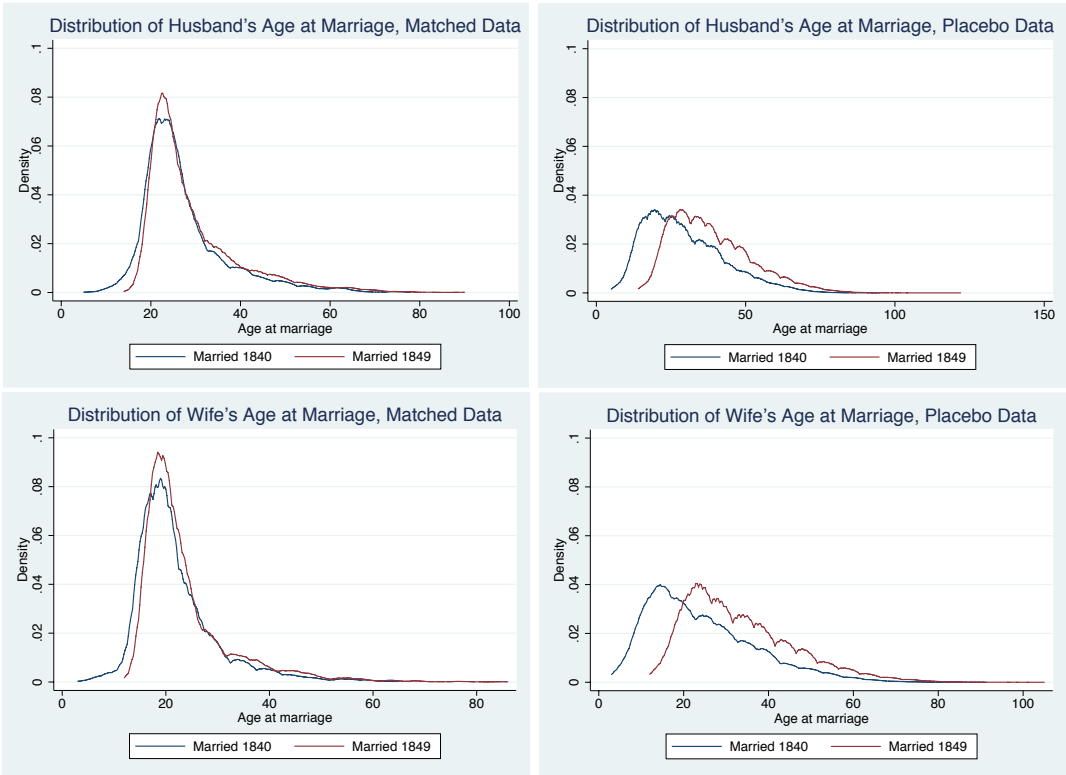 Distribution of Husband's Age at Marriage, Matched Data
.1
.08
.06
.04
.02
0
Density
0 20 40 60 80 100
Age at marriage
Married 1840 Married 1849
Distribution of Husband's Age at Marriage, Placebo Data
.1
.08
.06
.04
.02
0
Density
0 50 100 150
Age at marriage
Married 1840 Married 1849
Distribution of Wife's Age at Marriage, Matched Data
.1
.08
.06
.04
.02
0
Density
0 20 40 60 80
Age at marriage
Married 1840 Married 1849
Distribution of Wife's Age at Marriage, Placebo Data
.1
.08
.06
.04
.02
0
Density
0 20 40 60 80 100
Age at marriage
Married 1840 Married 1849